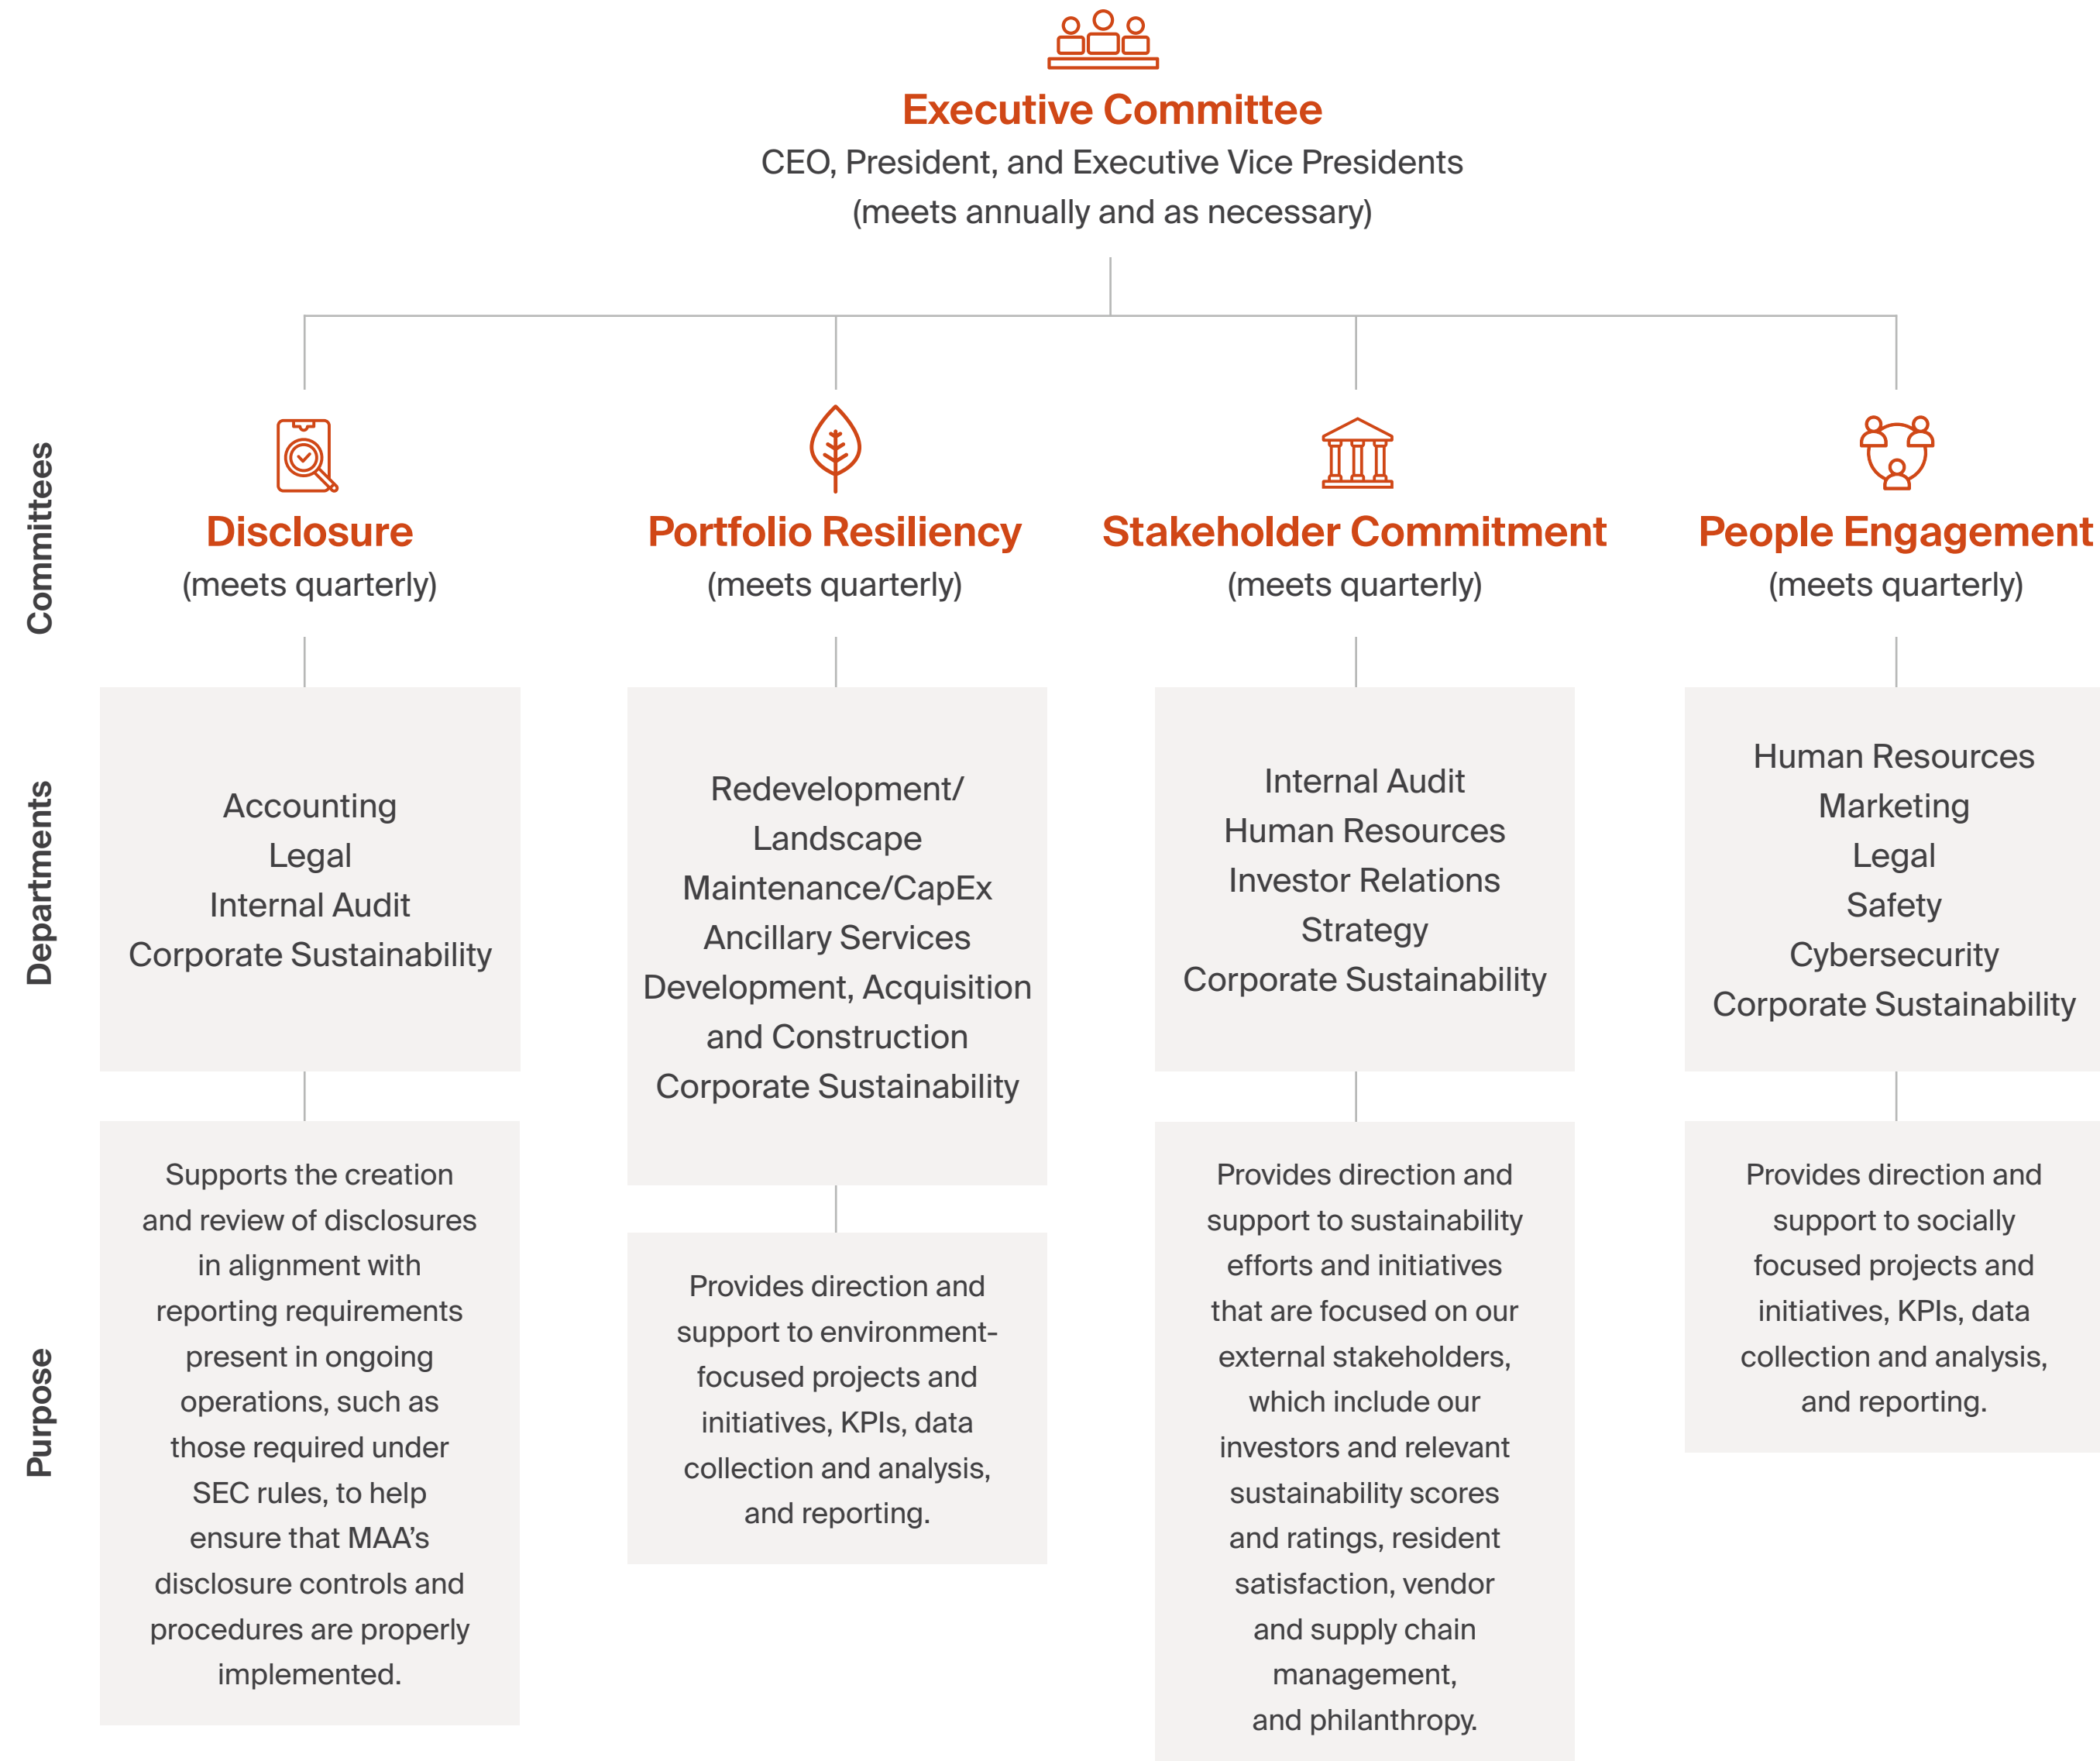 Executive Committee
CEO, President, and Executive Vice Presidents
(meets annually and as necessary)
Committees
Disclosure
(meets quarterly)
Portfolio Resiliency
(meets quarterly)
Stakeholder Commitment
(meets quarterly)
People Engagement
(meets quarterly)
Departments
Accounting
Legal
Internal Audit
Corporate Sustainability
Redevelopment/
Landscape
Maintenance/CapEx
Ancillary Services
Development, Acquisition
and Construction
Corporate Sustainability
Internal Audit
Human Resources
Investor Relations
Strategy
Corporate Sustainability
Human Resources
Marketing
Legal
Safety
Cybersecurity
Corporate Sustainability
Purpose
Supports the creation
and review of disclosures
in alignment with
reporting requirements
present in ongoing
operations, such as
those required under
SEC rules, to help
ensure that MAA’s
disclosure controls and
procedures are properly
implemented.
Provides direction and
support to environment-
focused projects and
initiatives, KPIs, data
collection and analysis,
and reporting.
Provides direction and
support to sustainability
efforts and initiatives
that are focused on our
external stakeholders,
which include our
investors and relevant
sustainability scores
and ratings, resident
satisfaction, vendor
and supply chain
management,
and philanthropy.
Provides direction and
support to socially
focused projects and
initiatives, KPIs, data
collection and analysis,
and reporting.